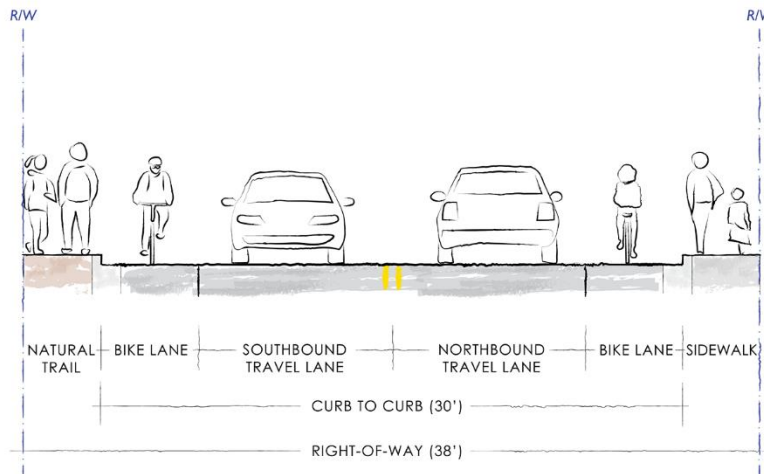 R/W
R/W
NATURAL TRAIL
BIKE LANE
SOUTHBOUND TRAVEL LANE
NORTHBOUND TRAVEL LANE
BIKE LANE
SIDEWALK
CURB TO CURB (30')
RIGHT-OF-WAY (38')